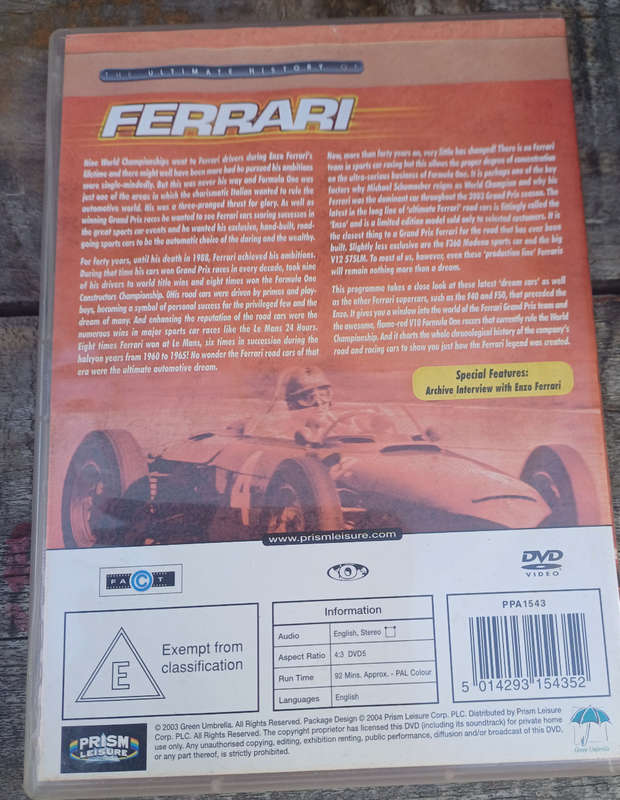 THE ULTIMATE HISTORY OF
FERRARI
Nine World Championships went to Ferrari drivers during Enzo Ferrari's
lifetime and there might well have been more had he pursued his ambitions
more single-mindedly. But this was never his way and Formula One was
just one of the areas in which the charismatic Italian wanted to rule the
automotive world. His was a three-pronged thrust for glory. As well as
winning Grand Prix races he wanted to see Ferrari cars scoring successes in
the great sports car events and he wanted his exclusive, hand-built, road-
going sports cars to be the automatic choice of the daring and the wealthy.
For forty years, until his death in 1988, Ferrari achieved his ambitions.
During that time his cars won Grand Prix races in every decade, took nine
of his drivers to world title wins and eight times won the Formula One
Constructors Championship. OHis road cars were driven by princes and play-
boys, becoming a symbol of personal success for the privileged few and the
dream of many. And enhancing the reputation of the road cars were the
numerous wins in major sports car races like the Le Mans 24 Hours.
Eight times Ferrari won at Le Mans, six times in succession during the
halcyon years from 1960 to 1965! No wonder the Ferrari road cars of that
era were the ultimate automotive dream.
Now, more than forty years on, very little has changed! There is no Ferrari
team in sports car racing but this allows the proper degree of concentration
on the ultra-serious business of Formula One. It is perhaps one of the key
factors why Michael Schumacher reigns as World Champion and why his
Ferrari was the dominant car throughout the 2003 Grand Prix season. The
latest in the long line of 'ultimate Ferrari' road cars is fittingly called the
'Enzo' and is a limited edition model sold only to selected customers. It is
the closest thing to a Grand Prix Ferrari for the road that has ever been
built. Slightly less exclusive are the F360 Modena sports car and the big
V12 575LM. To most of us, however, even these 'production line' Ferraris
will remain nothing more than a dream.
This programme takes a close look at these latest 'dream cars' as well
as the other Ferrari supercars, such as the F40 and F50, that preceded the
Enzo. It gives you a window into the world of the Ferrari Grand Prix team and
the awesome, flame-red V10 Formula One racers that currently rule the World
Championship. And it charts the whole chronological history of the company's
road and racing cars to show you just how the Ferrari legend was created.
Special Features:
Archive Interview with Enzo Ferrari
www.prismleisure.com
FACT
DVD
VIDEO
E
Exempt from
classification
Information
Audio English, Stereo
Aspect Ratio 4:3 DVD5
Run Time 92 Mins. Approx. - PAL Colour
Languages English
PPA1543
5 014293 154352
PRISM
LEISURE
© 2003 Green Umbrella. All Rights Reserved. Package Design © 2004 Prism Leisure Corp. PLC. Distributed by Prism Leisure
Corp. PLC. All Rights Reserved. The copyright proprietor has licensed this DVD (including its soundtrack) for private home
use only. Any unauthorised copying, editing, exhibition renting, public performance, diffusion and/or broadcast of this DVD,
or any part thereof, is strictly prohibited.
Green Umbrella